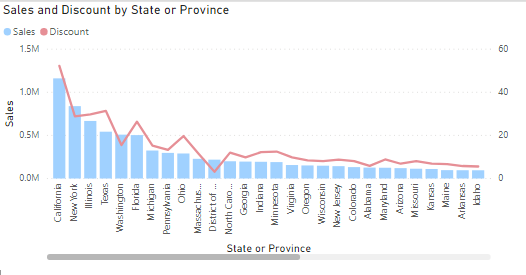 Sales and Discount by State or Province
Sales Discount
1.5M
1.0M
0.5M
0.0M
Sales
60
40
20
0
California
New York
Illinois
Texas
Washington
Florida
Michigan
Pennsylvania
Ohio
Massachus...
District of ...
North Caro...
Georgia
Indiana
Minnesota
Virginia
Oregon
Wisconsin
New Jersey
Colorado
Alabama
Maryland
Arizona
Missouri
Kansas
Maine
Arkansas
Idaho
State or Province